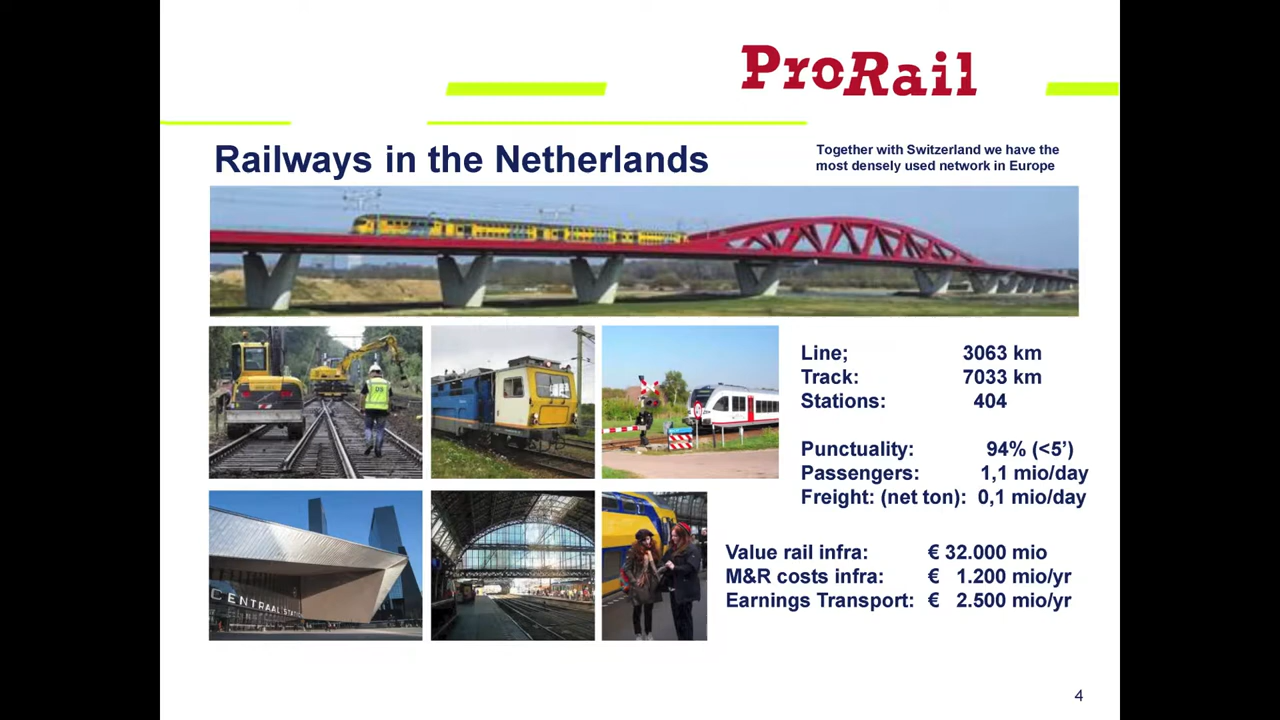 ProRail
Railways in the Netherlands
Together with Switzerland we have the
most densely used network in Europe
Line; 3063 km
Track: 7033 km
Stations: 404
Punctuality: 94% (<5’)
Passengers: 1,1 mio/day
Freight: (net ton): 0,1 mio/day
CENTRAAL STATI
Value rail infra: € 32.000 mio
M&R costs infra: € 1.200 mio/yr
Earnings Transport: € 2.500 mio/yr
4